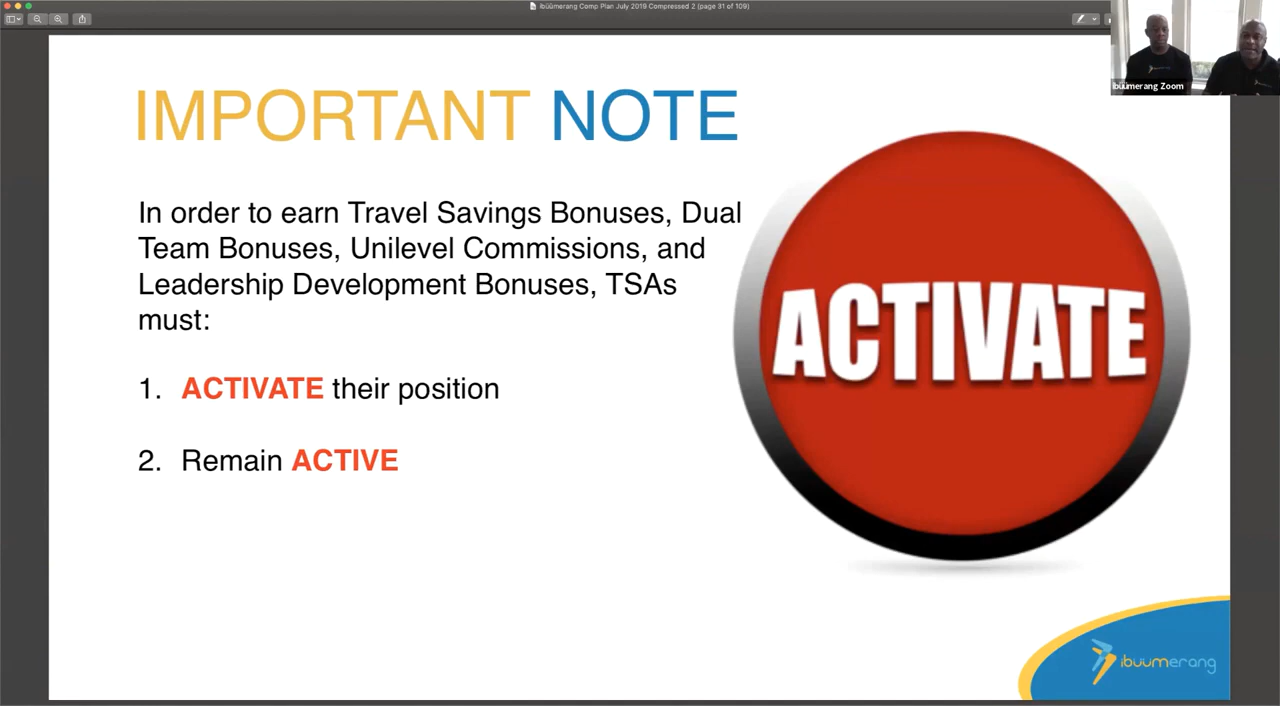 ibüümerang Comp Plan July 2019 Compressed 2 (page 31 of 109)
ibuumerang Zoom
IMPORTANT NOTE
In order to earn Travel Savings Bonuses, Dual
Team Bonuses, Unilevel Commissions, and
Leadership Development Bonuses, TSAs
must:
1. ACTIVATE their position
2. Remain ACTIVE
ACTIVATE
ibuumerang